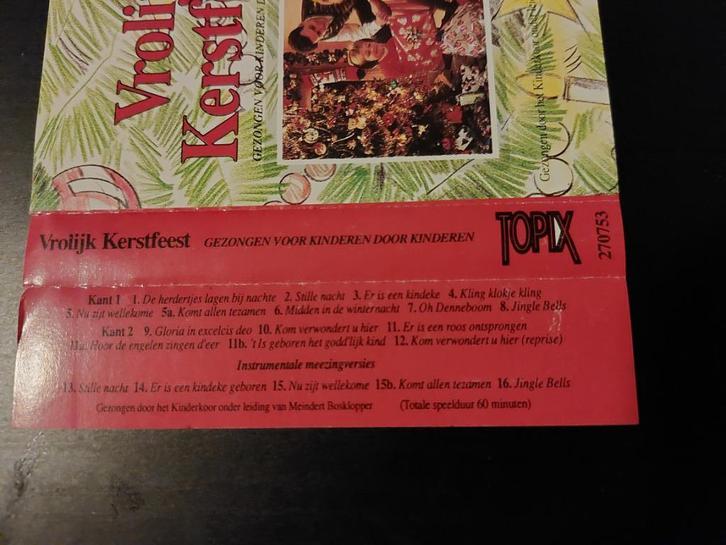 Vrolij
Kerstf
GEZONGEN VOOR KINDEREN D
Gezongen door het Kinderkoor
Vrolijk Kerstfeest GEZONGEN VOOR KINDEREN DOOR KINDEREN TOPIX 270753
Kant 1 1. De herdertjes lagen bij nachte 2. Stille nacht 3. Er is een kindeke 4. Kling klokje kling
5. Nu zijt wellekome 5a. Komt allen tezamen 6. Midden in de winternacht 7. Oh Denneboom 8. Jingle Bells
Kant 2 9. Gloria in excelcis deo 10. Kom verwondert u hier 11. Er is een roos ontsprongen
11a. Hoor de engelen zingen d'eer 11b. 't Is geboren het godd'lijk kind 12. Kom verwondert u hier (reprise)
Instrumentale meezingversies
13. Stille nacht 14. Er is een kindeke geboren 15. Nu zijt wellekome 15b. Komt allen tezamen 16. Jingle Bells
Gezongen door het Kinderkoor onder leiding van Meindert Bosklopper (Totale speelduur 60 minuten)